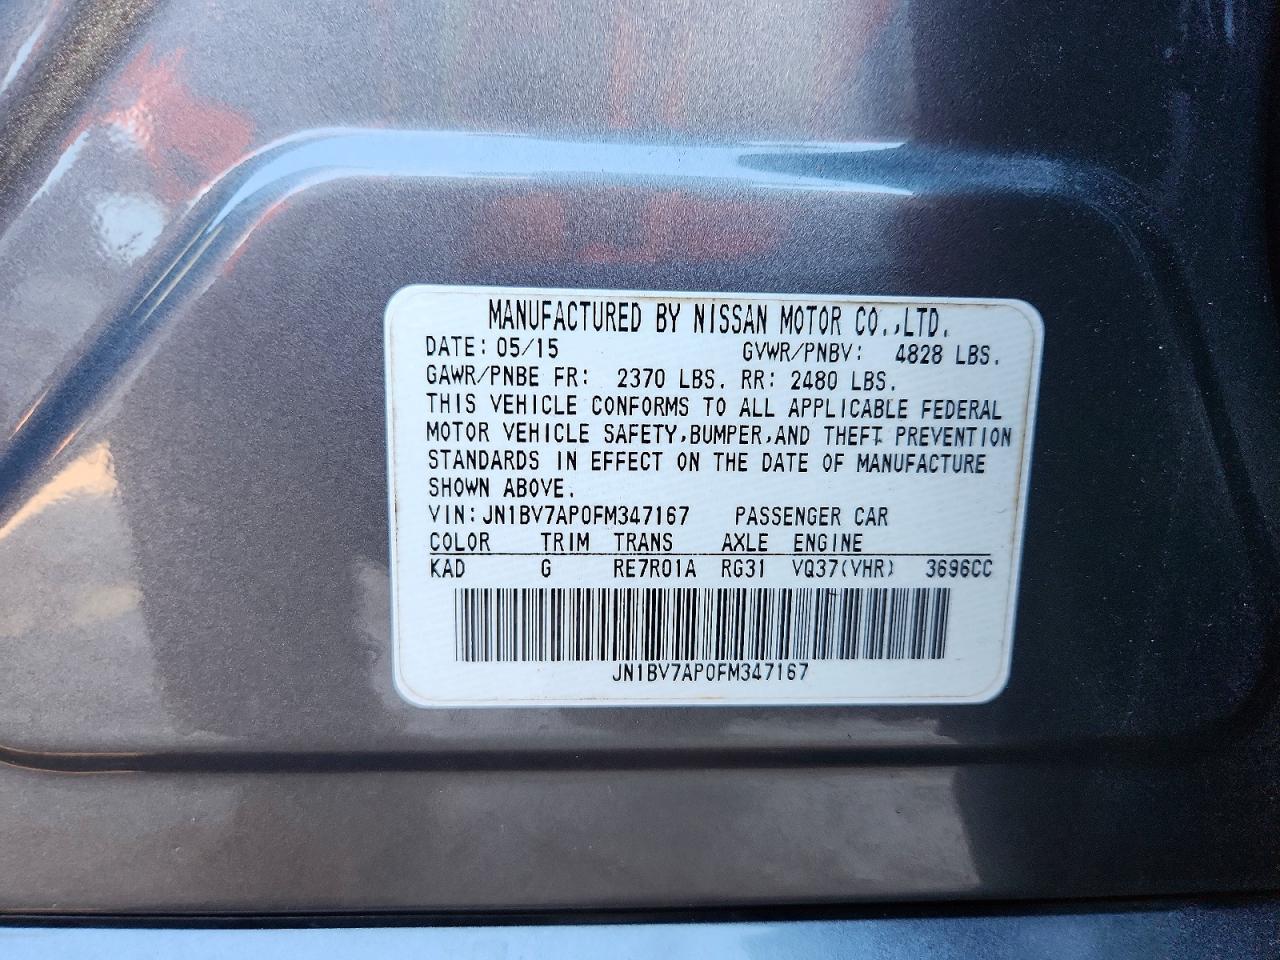 MANUFACTURED BY NISSAN MOTOR CO.,LTD.
DATE: 05/15 GVWR/PNBV: 4828 LBS.
GAWR/PNBE FR: 2370 LBS. RR: 2480 LBS.
THIS VEHICLE CONFORMS TO ALL APPLICABLE FEDERAL
MOTOR VEHICLE SAFETY,BUMPER,AND THEFT PREVENTION
STANDARDS IN EFFECT ON THE DATE OF MANUFACTURE
SHOWN ABOVE.
VIN: JN1BV7AP0FM347167 PASSENGER CAR
COLOR TRIM TRANS AXLE ENGINE
KAD G RE7R01A RG31 VQ37(VHR) 3696CC
JN1BV7AP0FM347167